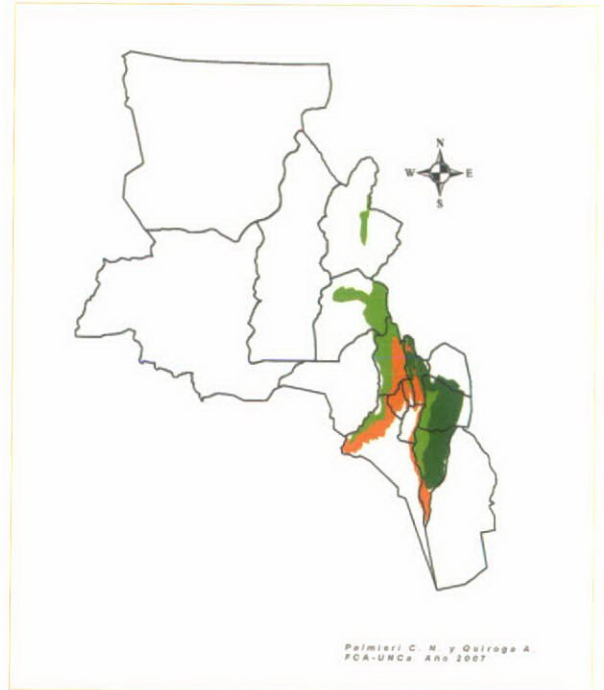 N
W E
S
Palmieri C. N. y Quiroga A.
FCA-UNCa. Año 2007